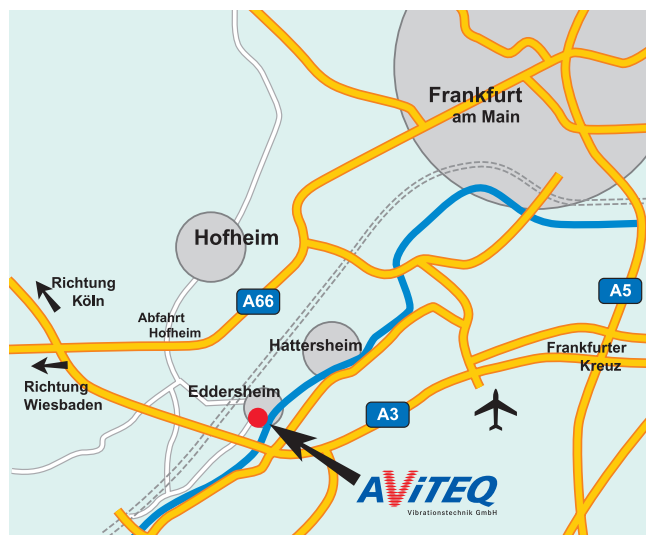 Frankfurt
am Main
Hofheim
Richtung
Köln
A66
A5
Abfahrt
Hofheim
Hattersheim
Frankfurter
Kreuz
Richtung
Wiesbaden
Eddersheim
A3
AViTEQ
Vibrationstechnik GmbH